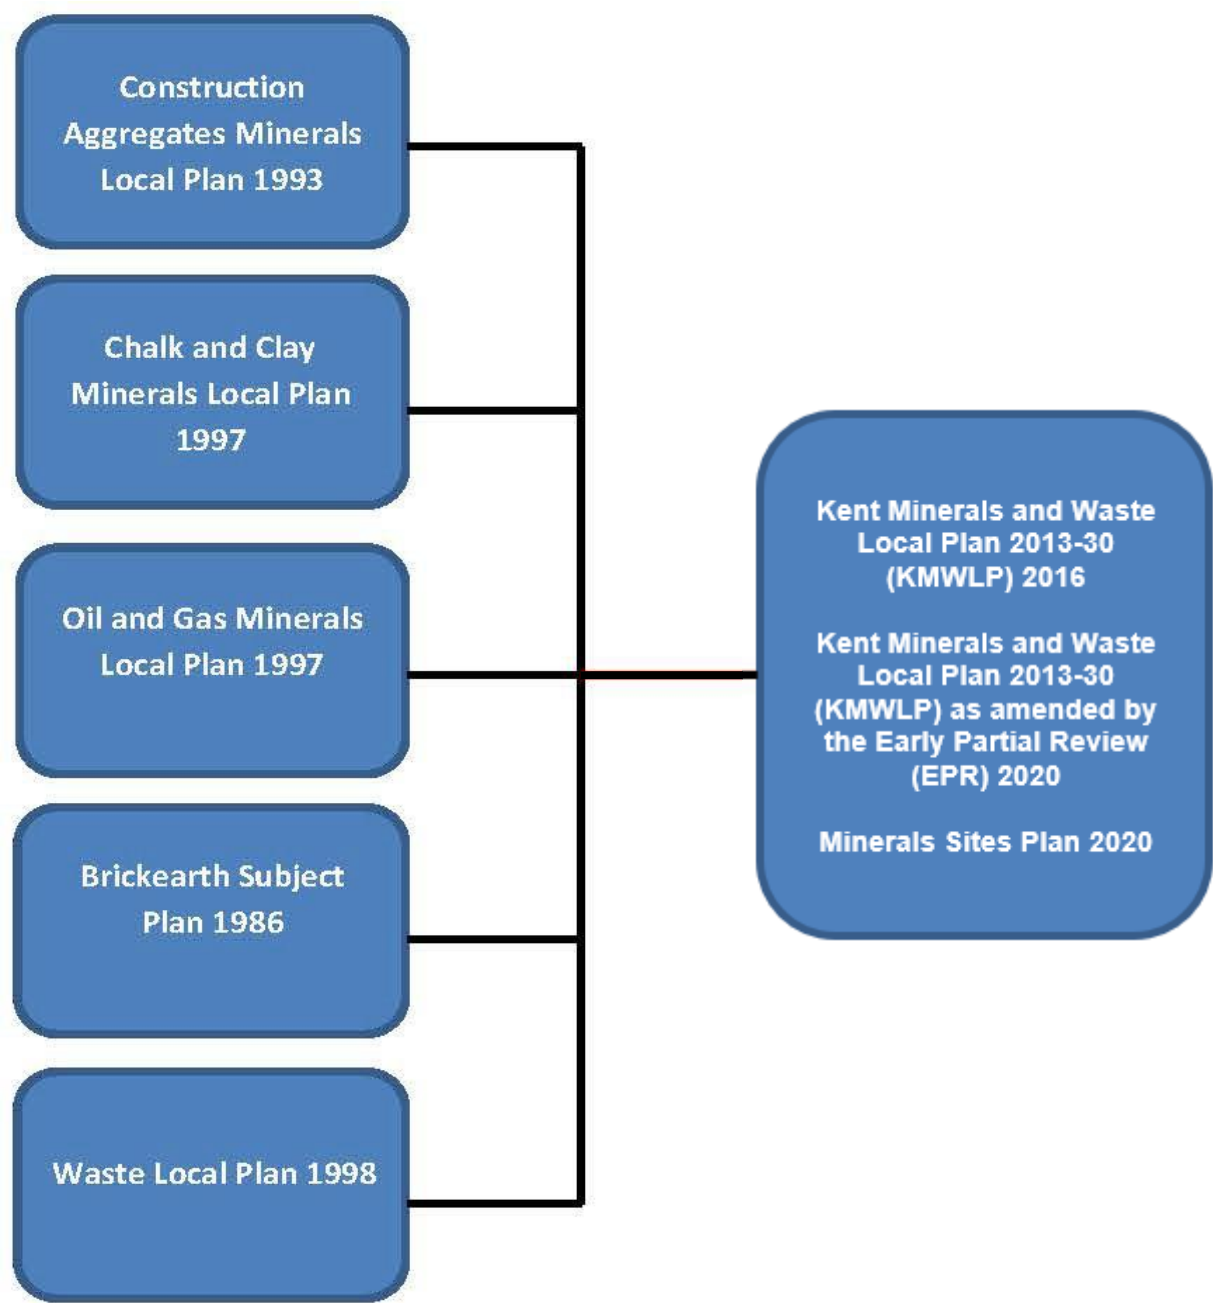 Construction
Aggregates Minerals
Local Plan 1993
Chalk and Clay
Minerals Local Plan
1997
Oil and Gas Minerals
Local Plan 1997
Brickearth Subject
Plan 1986
Waste Local Plan 1998
Kent Minerals and Waste
Local Plan 2013-30
(KMWLP) 2016
Kent Minerals and Waste
Local Plan 2013-30
(KMWLP) as amended by
the Early Partial Review
(EPR) 2020
Minerals Sites Plan 2020